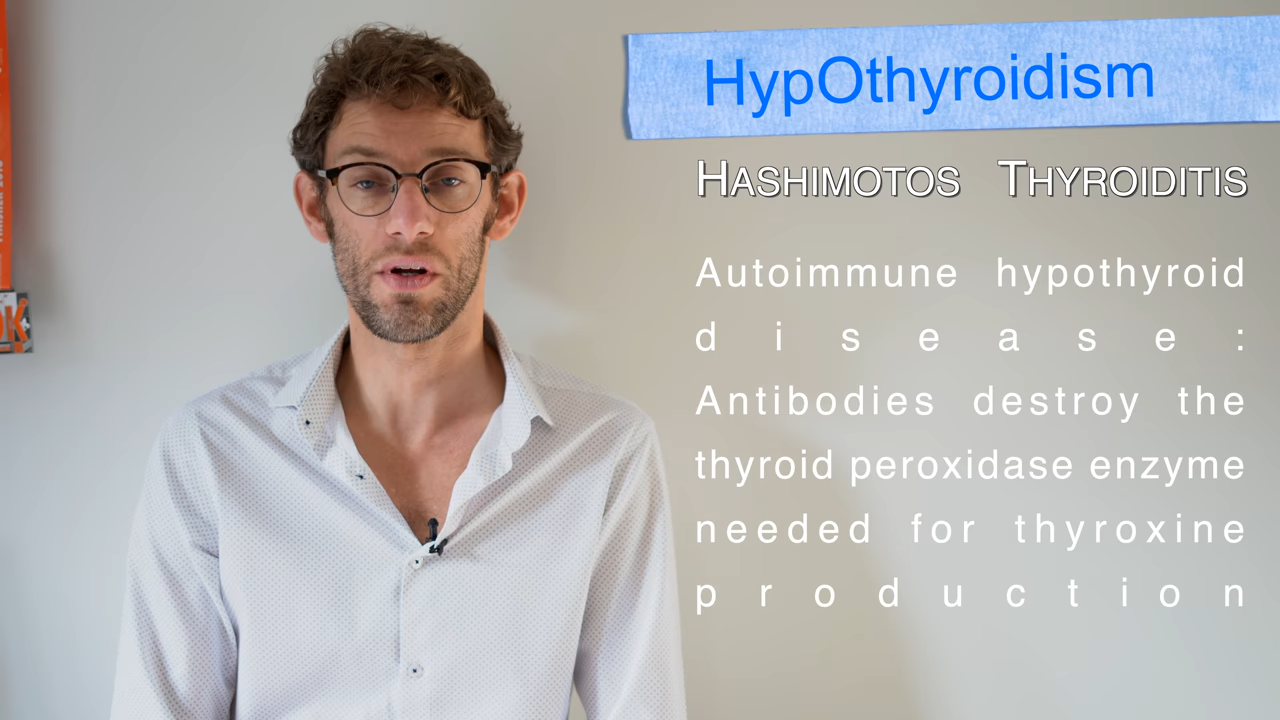 HypOthyroidism
HASHIMOTOS THYROIDITIS
Autoimmune hypothyroid
disease:
Antibodies destroy the
thyroid peroxidase enzyme
needed for thyroxine
production